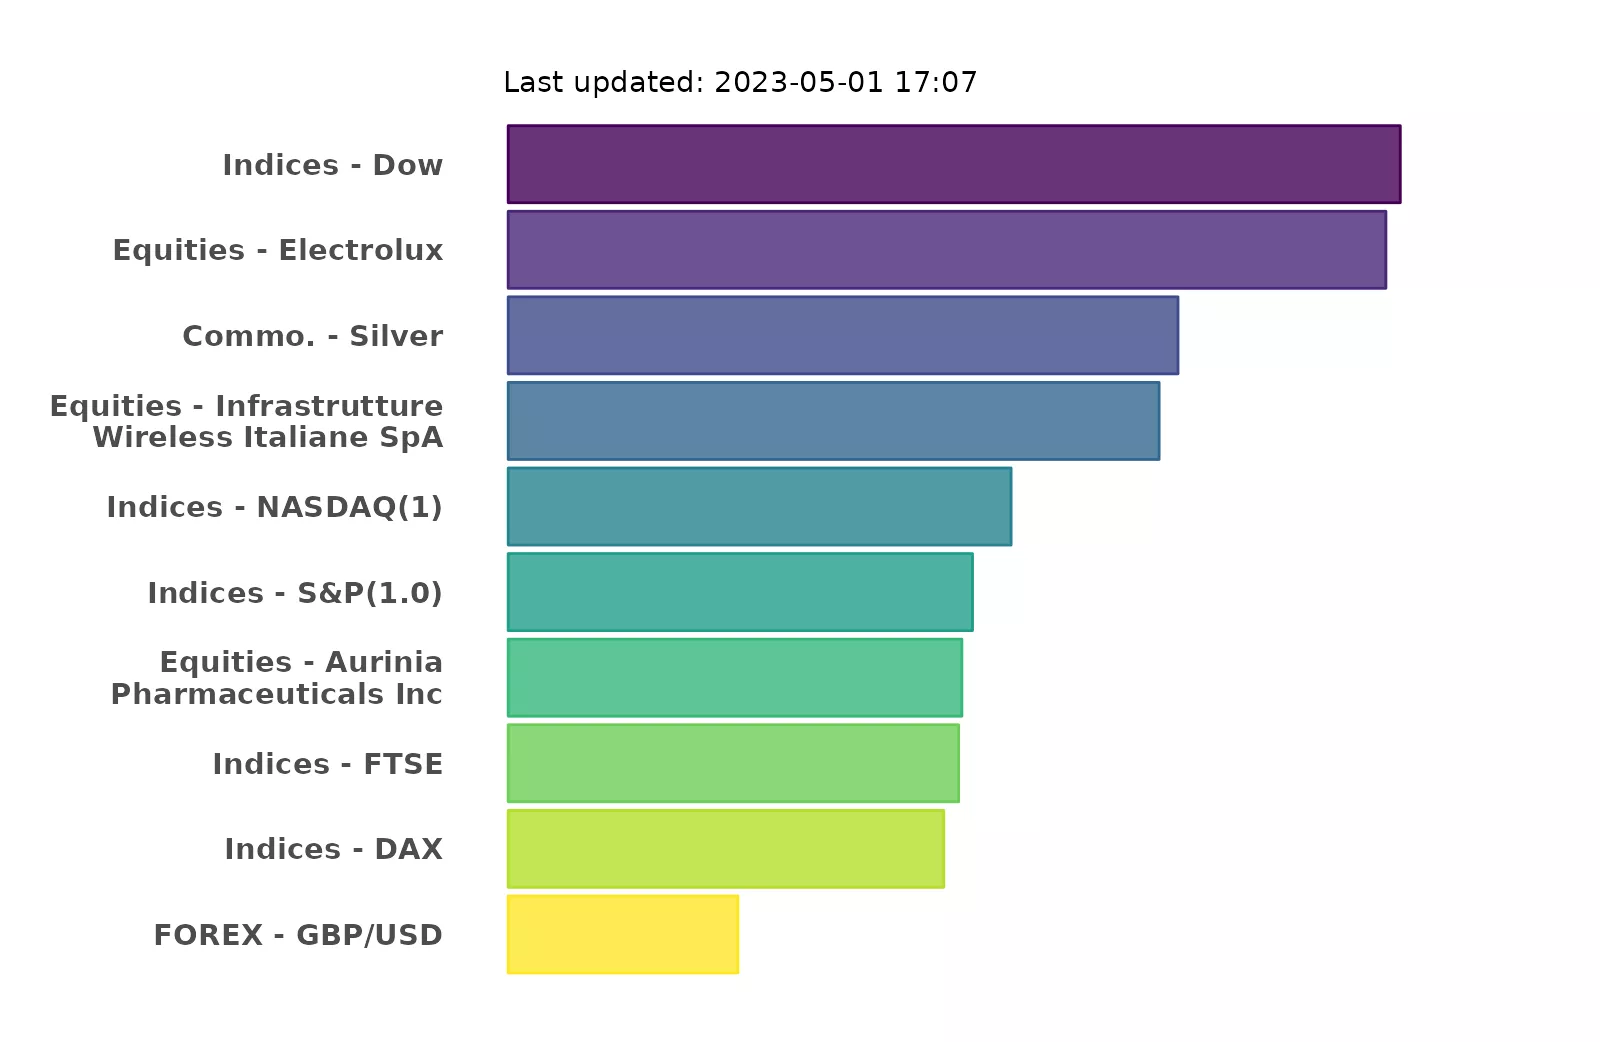 Last updated: 2023-05-01 17:07
Indices - Dow
Equities - Electrolux
Commo. - Silver
Equities - Infrastrutture
Wireless Italiane SpA
Indices - NASDAQ(1)
Indices - S&P(1.0)
Equities - Aurinia
Pharmaceuticals Inc
Indices - FTSE
Indices - DAX
FOREX - GBP/USD